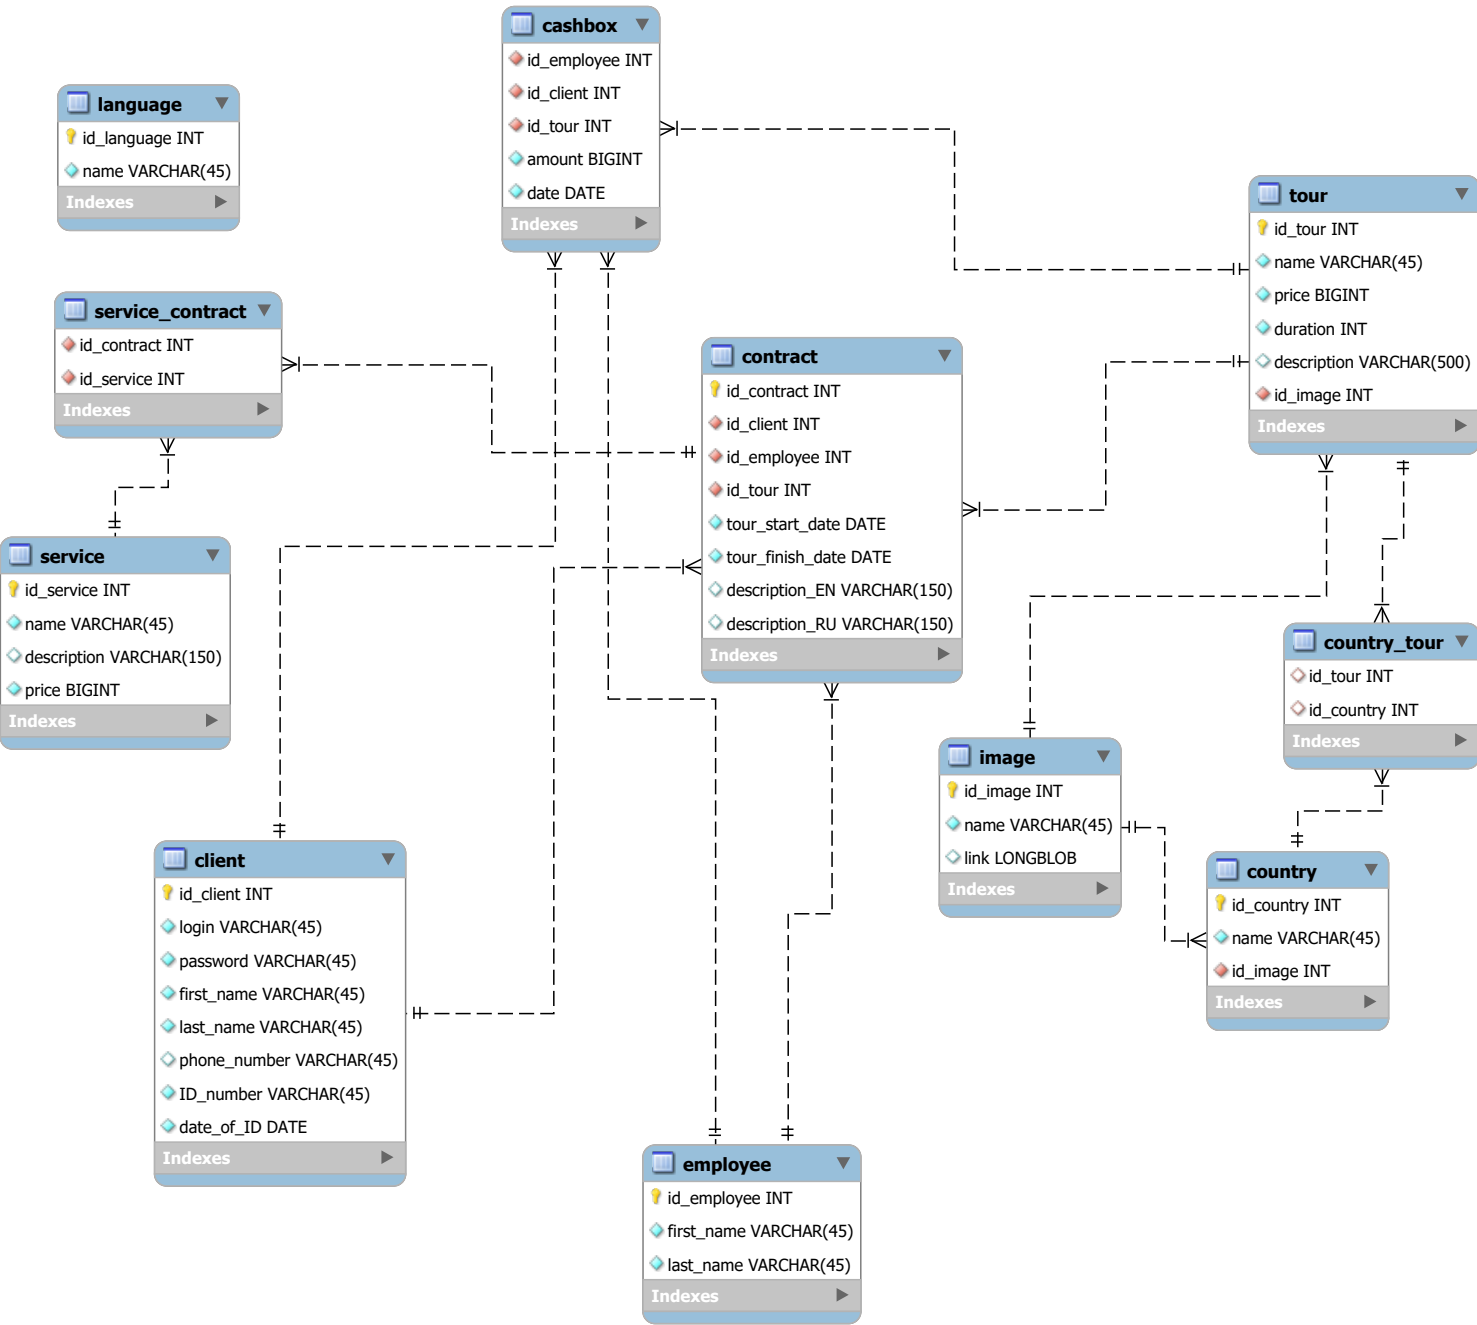 cashbox
id_employee INT
id_client INT
id_tour INT
amount BIGINT
date DATE
Indexes
language
id_language INT
name VARCHAR(45)
Indexes
tour
id_tour INT
name VARCHAR(45)
price BIGINT
duration INT
description VARCHAR(500)
id_image INT
Indexes
service_contract
id_contract INT
id_service INT
Indexes
contract
id_contract INT
id_client INT
id_employee INT
id_tour INT
tour_start_date DATE
tour_finish_date DATE
description_EN VARCHAR(150)
description_RU VARCHAR(150)
Indexes
service
id_service INT
name VARCHAR(45)
description VARCHAR(150)
price BIGINT
Indexes
country_tour
id_tour INT
id_country INT
Indexes
image
id_image INT
name VARCHAR(45)
link LONGBLOB
Indexes
client
id_client INT
login VARCHAR(45)
password VARCHAR(45)
first_name VARCHAR(45)
last_name VARCHAR(45)
phone_number VARCHAR(45)
ID_number VARCHAR(45)
date_of_ID DATE
Indexes
country
id_country INT
name VARCHAR(45)
id_image INT
Indexes
employee
id_employee INT
first_name VARCHAR(45)
last_name VARCHAR(45)
Indexes